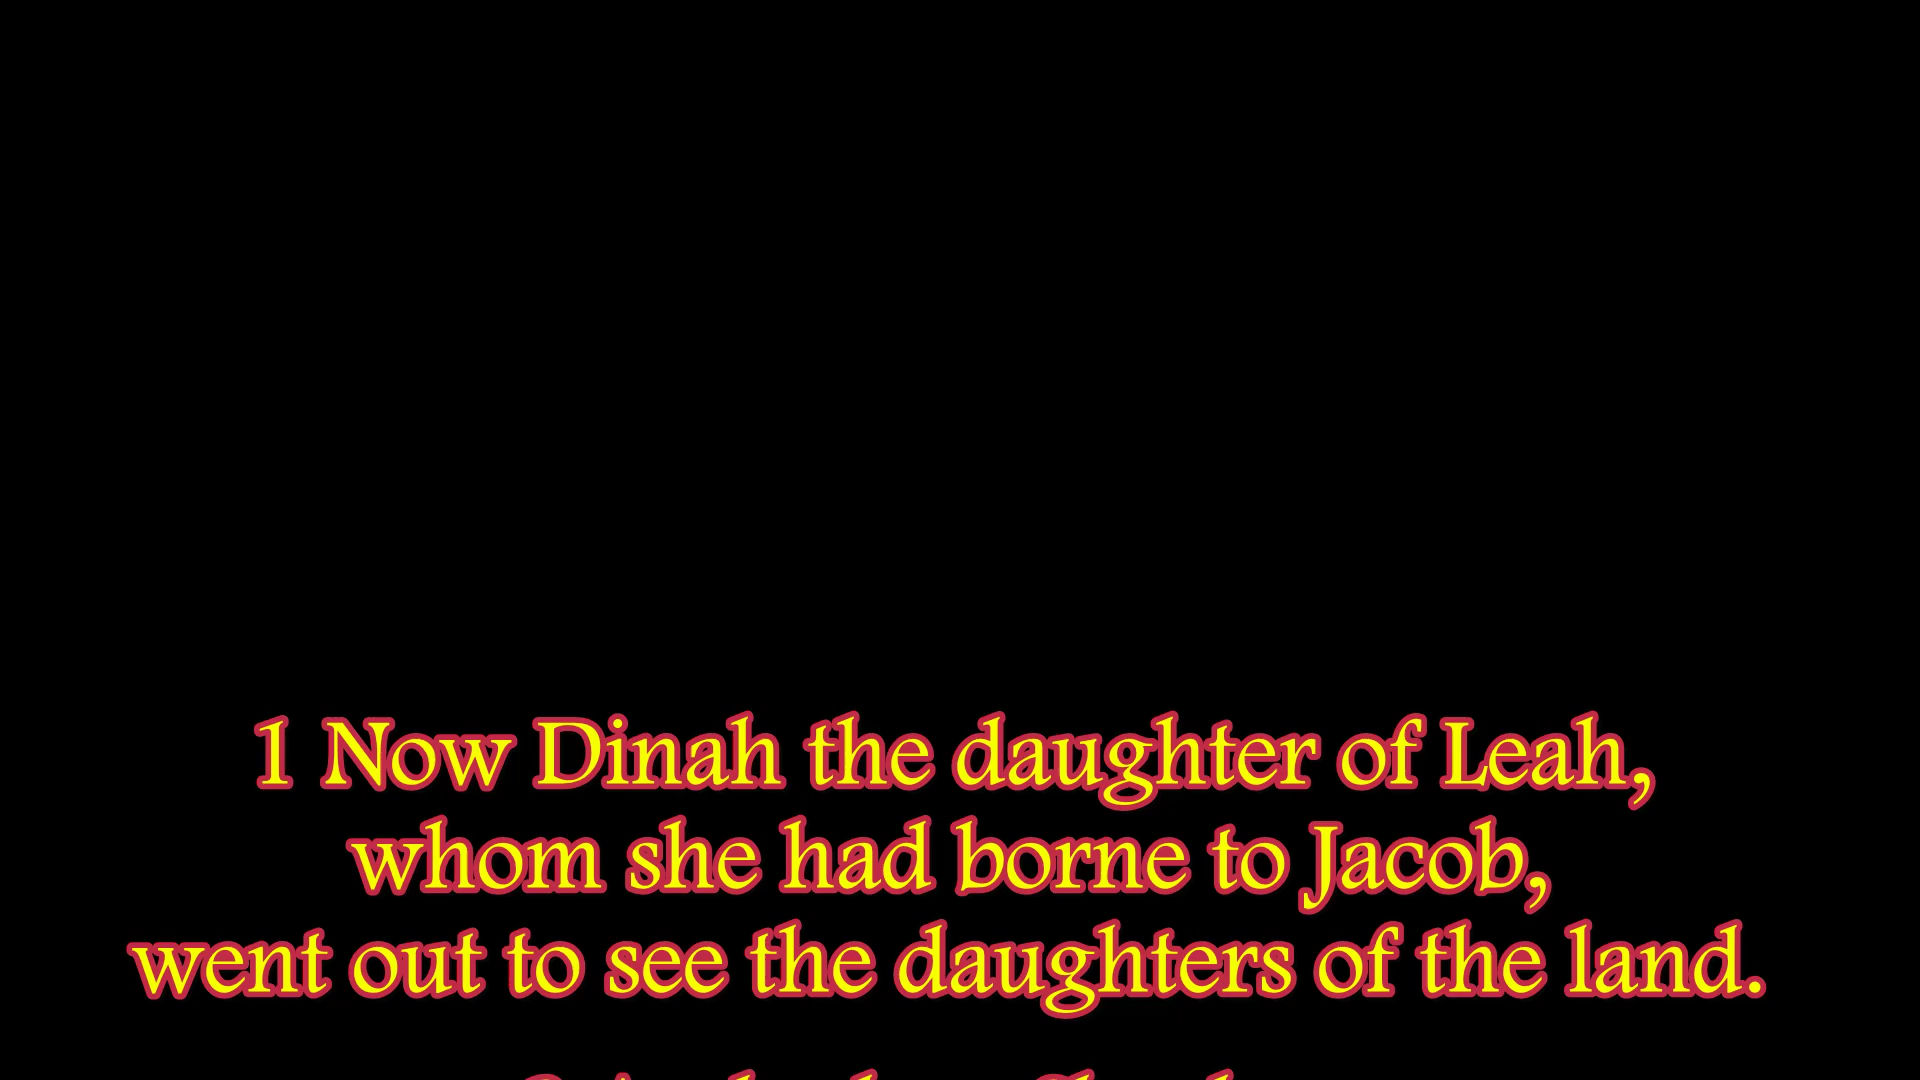 1 Now Dinah the daughter of Leah,
whom she had borne to Jacob,
went out to see the daughters of the land.